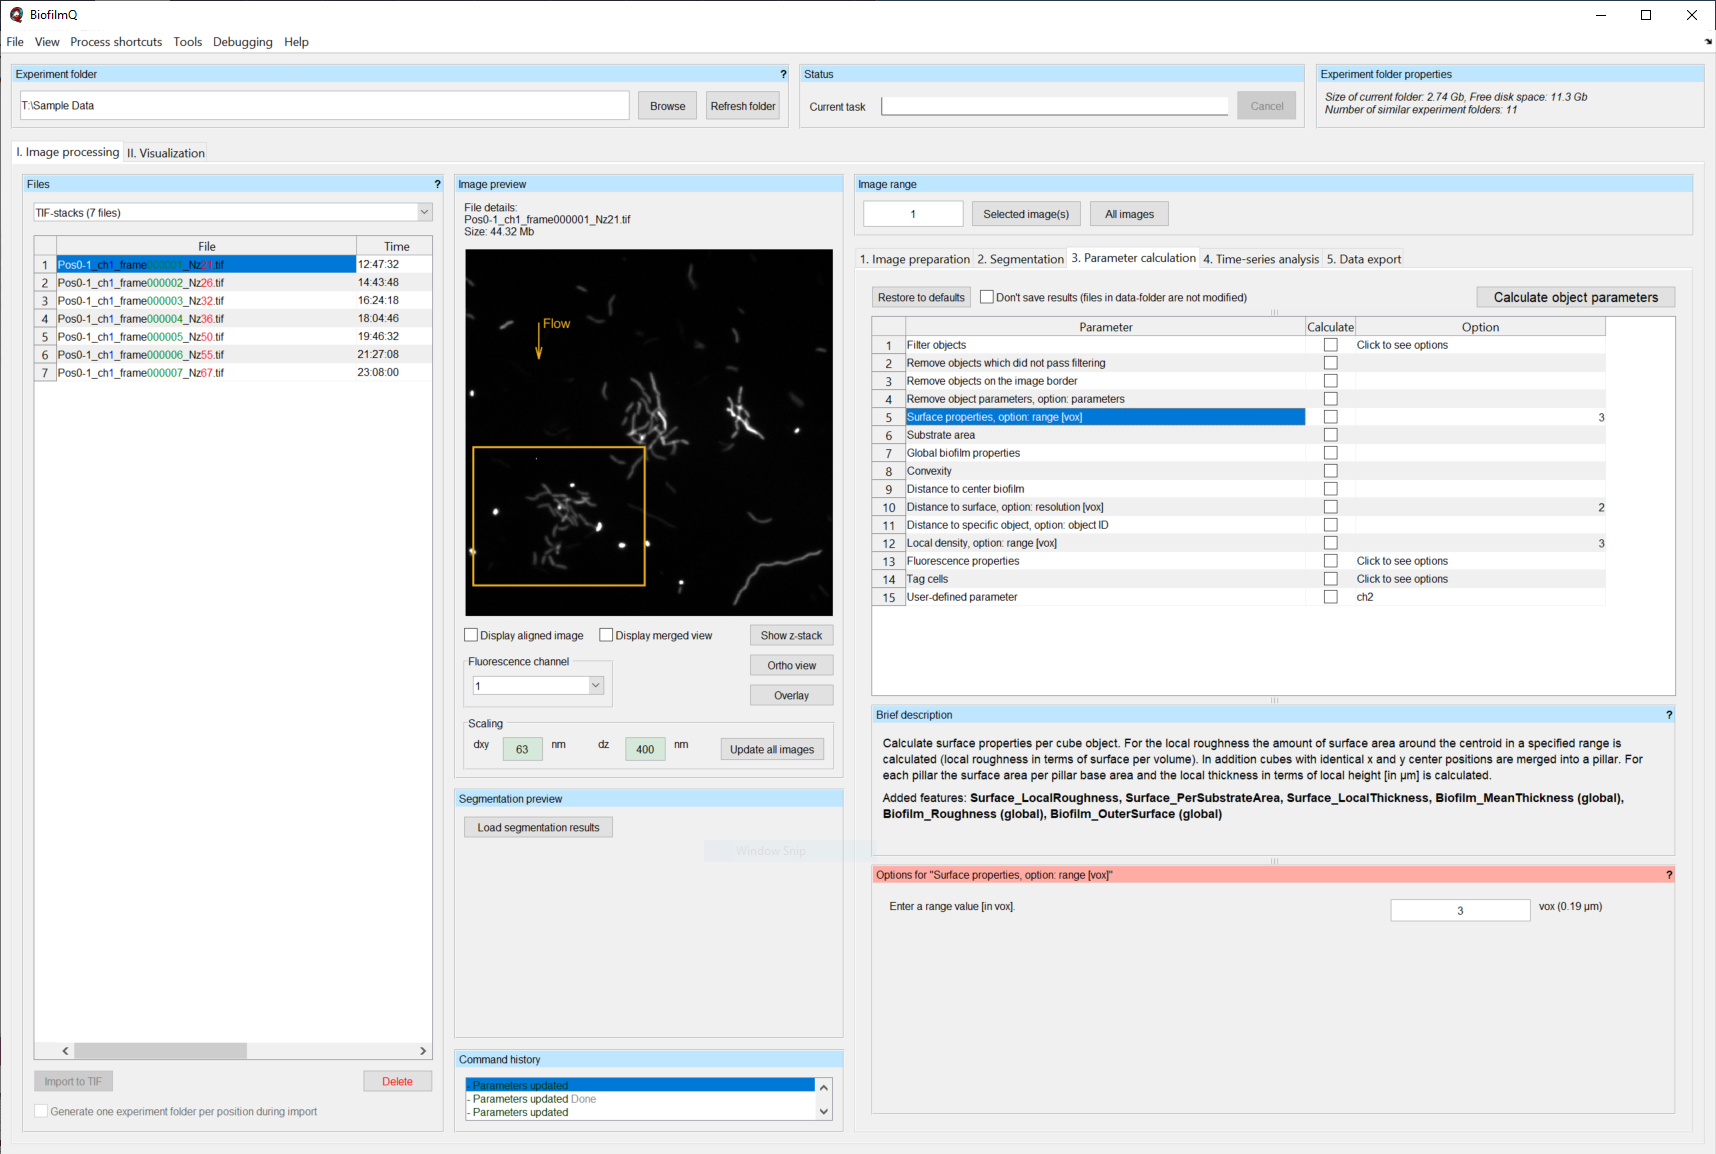 BiofilmQ
File View Process shortcuts Tools Debugging Help
Experiment folder ?
T:\Sample Data
Browse
Refresh folder
Status
Current task
Cancel
Experiment folder properties
Size of current folder: 2.74 Gb, Free disk space: 11.3 Gb
Number of similar experiment folders: 11
I. Image processing II. Visualization
Files ?
TIF-stacks (7 files)
File Time
1 Pos0-1_ch1_frame000001_Nz21.tif 12:47:32
2 Pos0-1_ch1_frame000002_Nz26.tif 14:43:48
3 Pos0-1_ch1_frame000003_Nz32.tif 16:24:18
4 Pos0-1_ch1_frame000004_Nz36.tif 18:04:46
5 Pos0-1_ch1_frame000005_Nz50.tif 19:46:32
6 Pos0-1_ch1_frame000006_Nz55.tif 21:27:08
7 Pos0-1_ch1_frame000007_Nz67.tif 23:08:00
Import to TIF
Delete
Generate one experiment folder per position during import
Image preview
File details:
Pos0-1_ch1_frame000001_Nz21.tif
Size: 44.32 Mb
Flow
Display aligned image
Display merged view
Show z-stack
Fluorescence channel
1
Ortho view
Overlay
Scaling
dxy 63 nm dz 400 nm
Update all images
Segmentation preview
Load segmentation results
Window Snip
Command history
- Parameters updated
- Parameters updated Done
- Parameters updated
Image range
1
Selected image(s)
All images
1. Image preparation 2. Segmentation 3. Parameter calculation 4. Time-series analysis 5. Data export
Restore to defaults
Don't save results (files in data-folder are not modified)
Calculate object parameters
Parameter Calculate Option
1 Filter objects Click to see options
2 Remove objects which did not pass filtering
3 Remove objects on the image border
4 Remove object parameters, option: parameters
5 Surface properties, option: range [vox] 3
6 Substrate area
7 Global biofilm properties
8 Convexity
9 Distance to center biofilm
10 Distance to surface, option: resolution [vox] 2
11 Distance to specific object, option: object ID
12 Local density, option: range [vox] 3
13 Fluorescence properties Click to see options
14 Tag cells Click to see options
15 User-defined parameter ch2
Brief description ?
Calculate surface properties per cube object. For the local roughness the amount of surface area around the centroid in a specified range is
calculated (local roughness in terms of surface per volume). In addition cubes with identical x and y center positions are merged into a pillar. For
each pillar the surface area per pillar base area and the local thickness in terms of local height [in µm] is calculated.
Added features: Surface_LocalRoughness, Surface_PerSubstrateArea, Surface_LocalThickness, Biofilm_MeanThickness (global),
Biofilm_Roughness (global), Biofilm_OuterSurface (global)
Options for "Surface properties, option: range [vox]" ?
Enter a range value [in vox].
3
vox (0.19 µm)